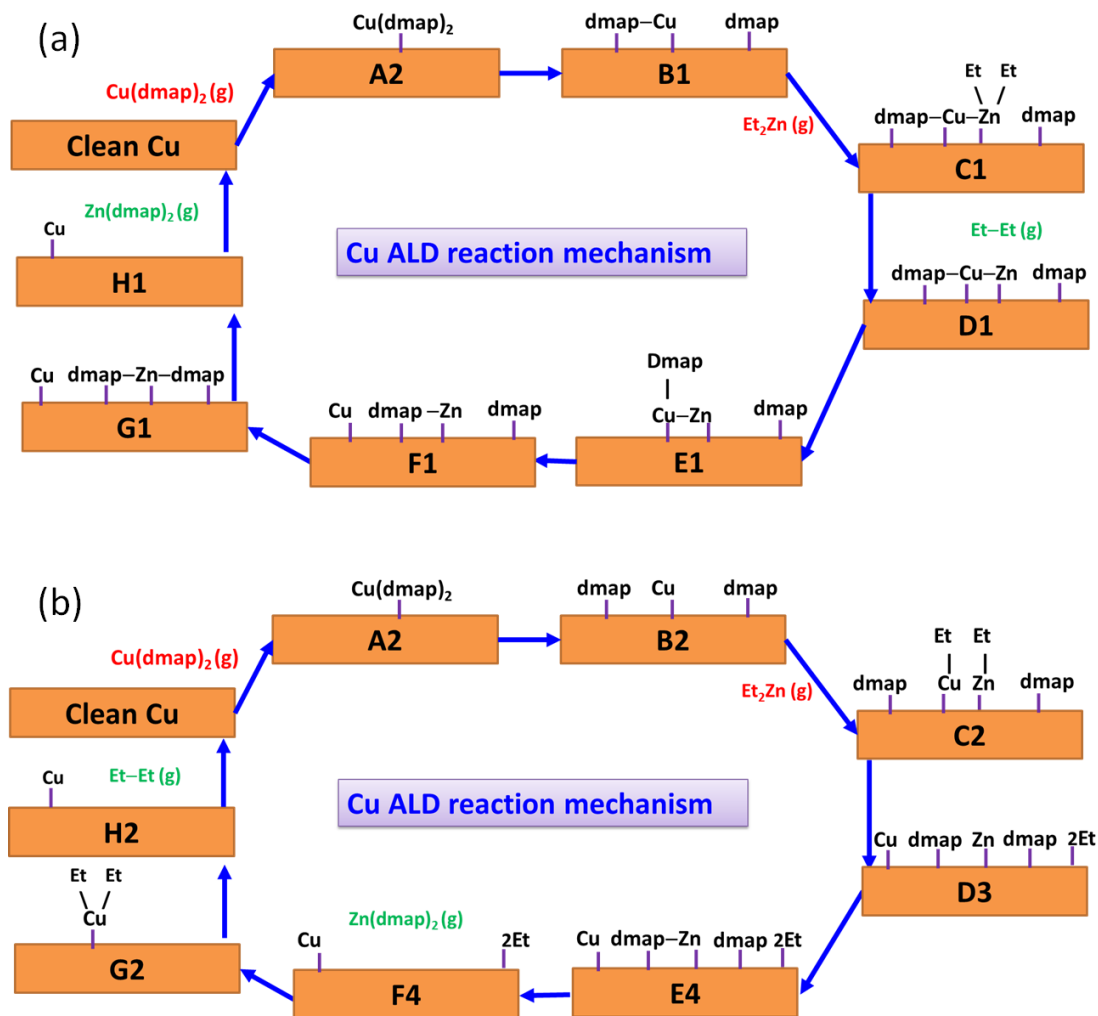 (a)
Cu(dmap)₂
A2
dmap–Cu dmap
B1
Cu(dmap)₂ (g)
Et₂Zn (g)
Et Et
dmap–Cu–Zn dmap
C1
Clean Cu
Zn(dmap)₂ (g)
Cu ALD reaction mechanism
Et–Et (g)
Cu
H1
dmap–Cu–Zn dmap
D1
Cu dmap–Zn–dmap
G1
Cu dmap –Zn dmap
F1
Dmap
Cu–Zn dmap
E1
(b)
Cu(dmap)₂
A2
dmap Cu dmap
B2
Cu(dmap)₂ (g)
Et₂Zn (g)
Et Et
dmap Cu Zn dmap
C2
Clean Cu
Et–Et (g)
Cu ALD reaction mechanism
Cu
H2
Cu dmap Zn dmap 2Et
D3
Et Et
Cu
G2
Zn(dmap)₂ (g)
Cu 2Et
F4
Cu dmap–Zn dmap 2Et
E4